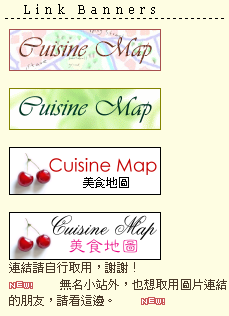 Link Banners
Cuisine Map
Cuisine Map
Cuisine Map
美食地圖
Cuisine Map
美食地圖
連結請自行取用，謝謝！
NEW! 無名小站外，也想取用圖片連結
的朋友，請看這邊。 NEW!